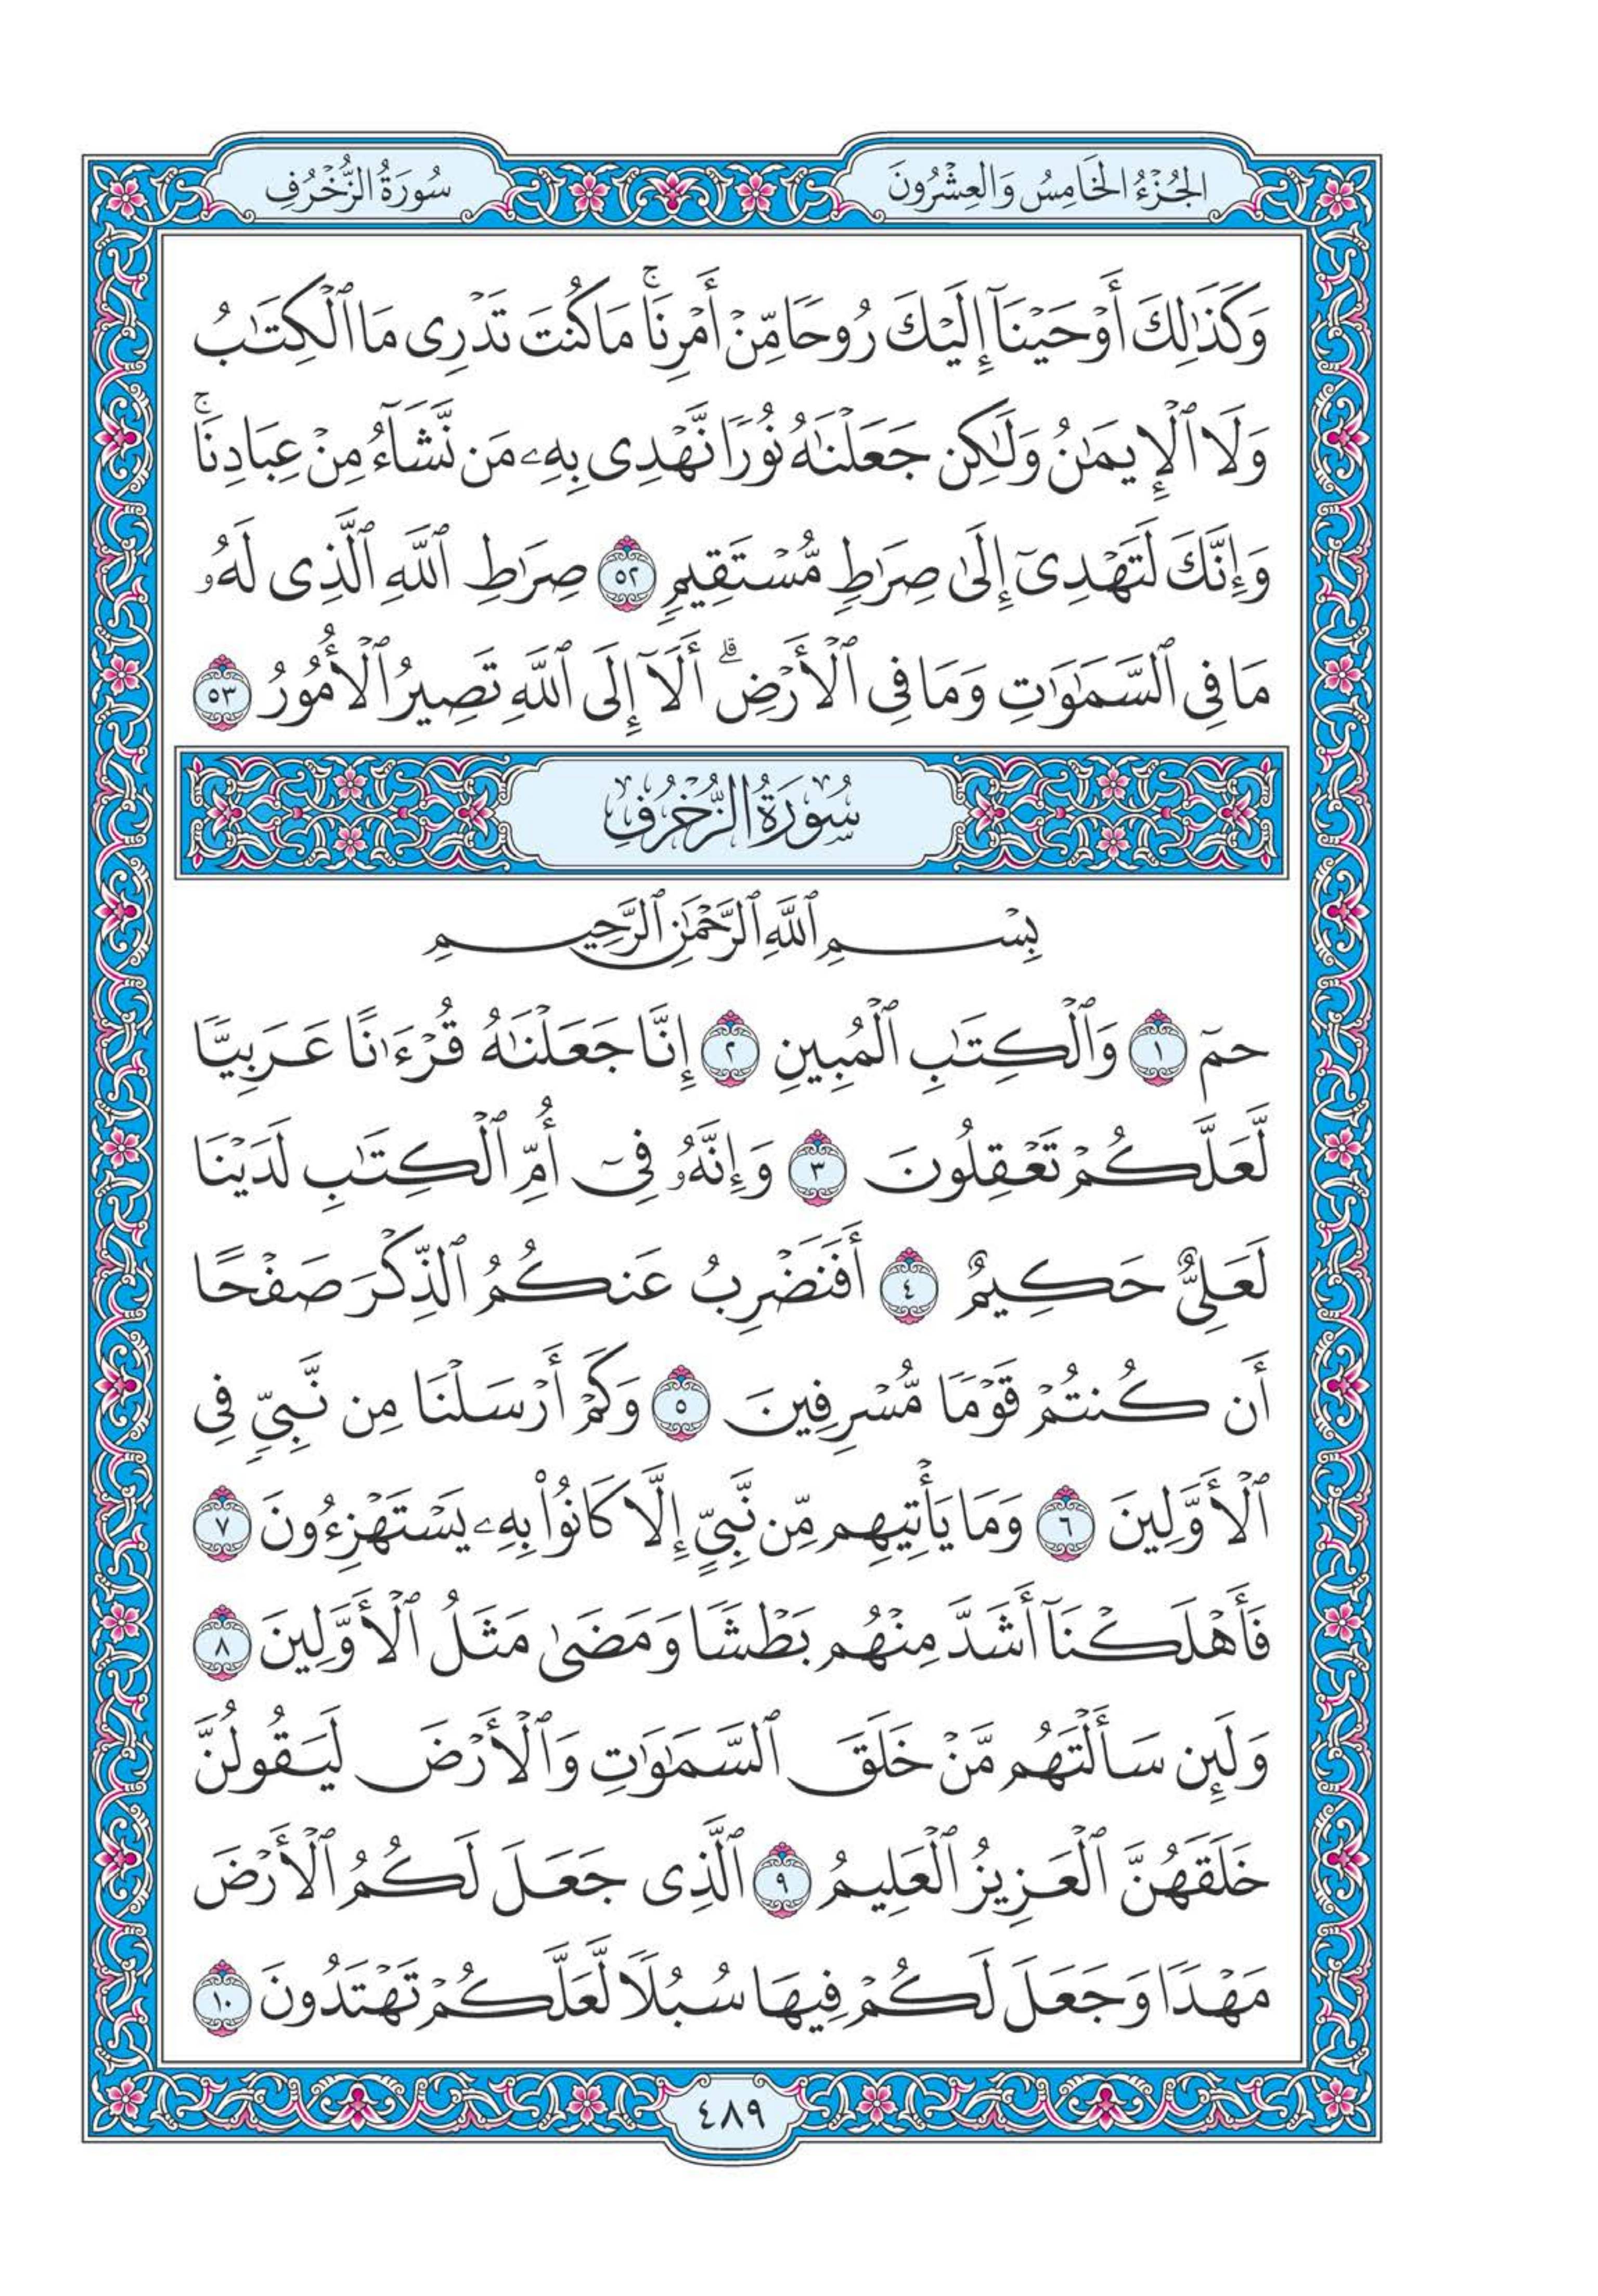 الجُزْءُ الخَامِسُ وَالعِشْرُونَ
سُورَةُ الزُّخْرُفِ
وَكَذَٰلِكَ أَوْحَيْنَآ إِلَيْكَ رُوحًا مِّنْ أَمْرِنَا ۚ مَا كُنتَ تَدْرِى مَا ٱلْكِتَٰبُ
وَلَا ٱلْإِيمَٰنُ وَلَٰكِن جَعَلْنَٰهُ نُورًا نَّهْدِى بِهِۦ مَن نَّشَآءُ مِنْ عِبَادِنَا ۚ
وَإِنَّكَ لَتَهْدِىٓ إِلَىٰ صِرَٰطٍ مُّسْتَقِيمٍ ٥٢ صِرَٰطِ ٱللَّهِ ٱلَّذِى لَهُۥ
مَا فِى ٱلسَّمَٰوَٰتِ وَمَا فِى ٱلْأَرْضِ ۗ أَلَآ إِلَى ٱللَّهِ تَصِيرُ ٱلْأُمُورُ ٥٣
سُورَةُ الزُّخْرُفِ
بِسْمِ ٱللَّهِ ٱلرَّحْمَٰنِ ٱلرَّحِيمِ
حمٓ ١ وَٱلْكِتَٰبِ ٱلْمُبِينِ ٢ إِنَّا جَعَلْنَٰهُ قُرْءَٰنًا عَرَبِيًّا
لَّعَلَّكُمْ تَعْقِلُونَ ٣ وَإِنَّهُۥ فِىٓ أُمِّ ٱلْكِتَٰبِ لَدَيْنَا
لَعَلِىٌّ حَكِيمٌ ٤ أَفَنَضْرِبُ عَنكُمُ ٱلذِّكْرَ صَفْحًا
أَن كُنتُمْ قَوْمًا مُّسْرِفِينَ ٥ وَكَمْ أَرْسَلْنَا مِن نَّبِىٍّ فِى
ٱلْأَوَّلِينَ ٦ وَمَا يَأْتِيهِم مِّن نَّبِىٍّ إِلَّا كَانُوا۟ بِهِۦ يَسْتَهْزِءُونَ ٧
فَأَهْلَكْنَآ أَشَدَّ مِنْهُم بَطْشًا وَمَضَىٰ مَثَلُ ٱلْأَوَّلِينَ ٨
وَلَئِن سَأَلْتَهُم مَّنْ خَلَقَ ٱلسَّمَٰوَٰتِ وَٱلْأَرْضَ لَيَقُولُنَّ
خَلَقَهُنَّ ٱلْعَزِيزُ ٱلْعَلِيمُ ٩ ٱلَّذِى جَعَلَ لَكُمُ ٱلْأَرْضَ
مَهْدًا وَجَعَلَ لَكُمْ فِيهَا سُبُلًا لَّعَلَّكُمْ تَهْتَدُونَ ١٠
٤٨٩